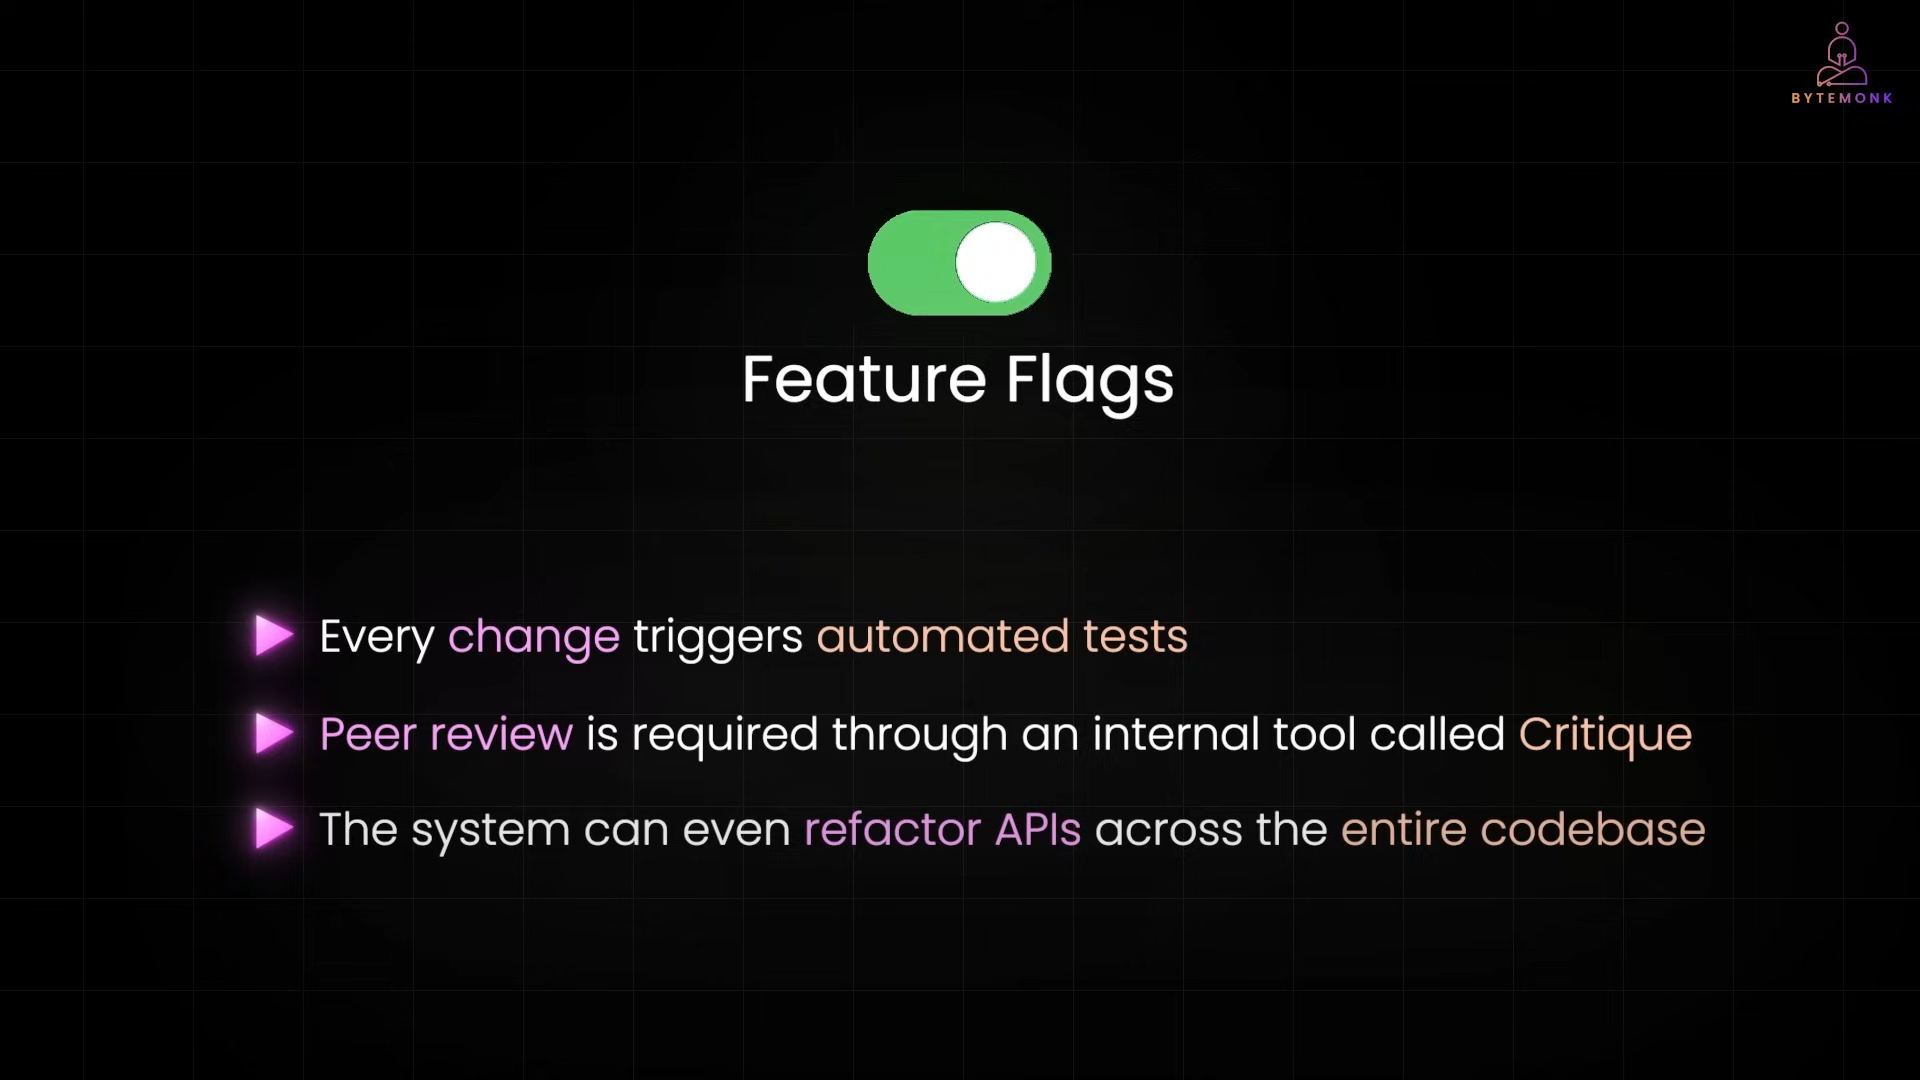 BYTEMONK
Feature Flags
Every change triggers automated tests
Peer review is required through an internal tool called Critique
The system can even refactor APIs across the entire codebase